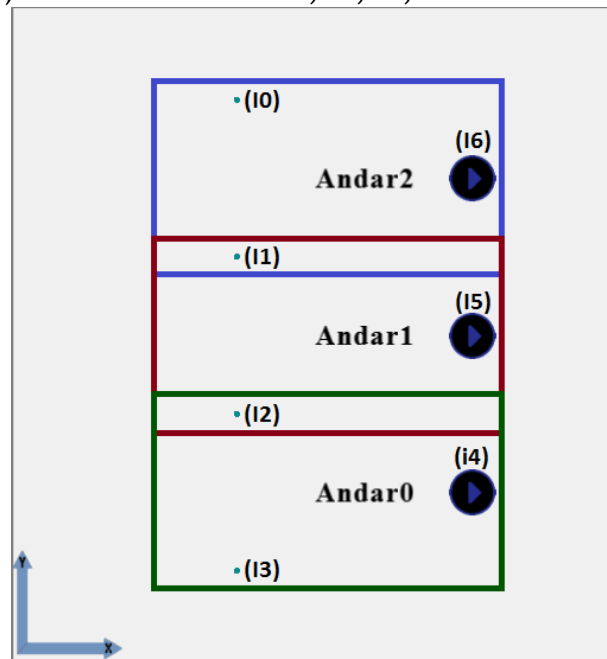 (I0)
(I6)
Andar2
(I1)
(I5)
Andar1
(I2)
(i4)
Andar0
(I3)
Y
X